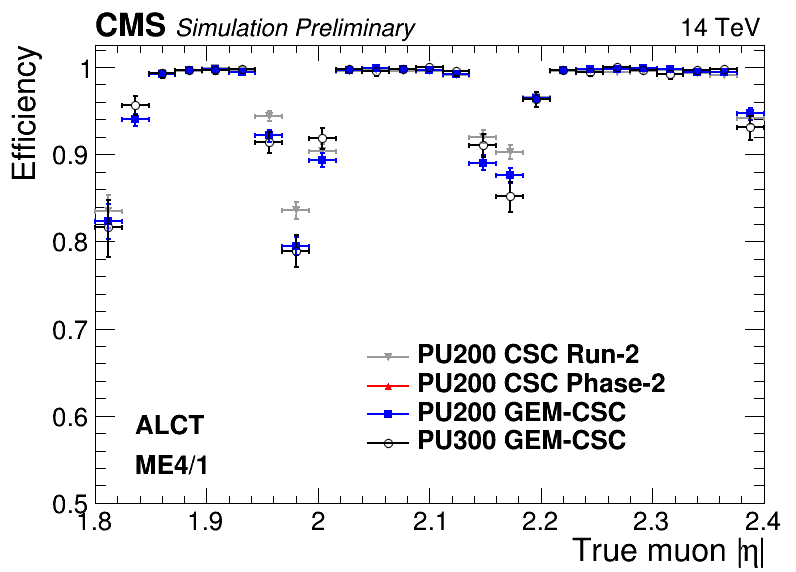 CMS Simulation Preliminary 14 TeV
Efficiency
1
0.9
0.8
0.7
0.6
0.5
PU200 CSC Run-2
PU200 CSC Phase-2
PU200 GEM-CSC
PU300 GEM-CSC
ALCT
ME4/1
1.8 1.9 2 2.1 2.2 2.3 2.4
True muon |η|